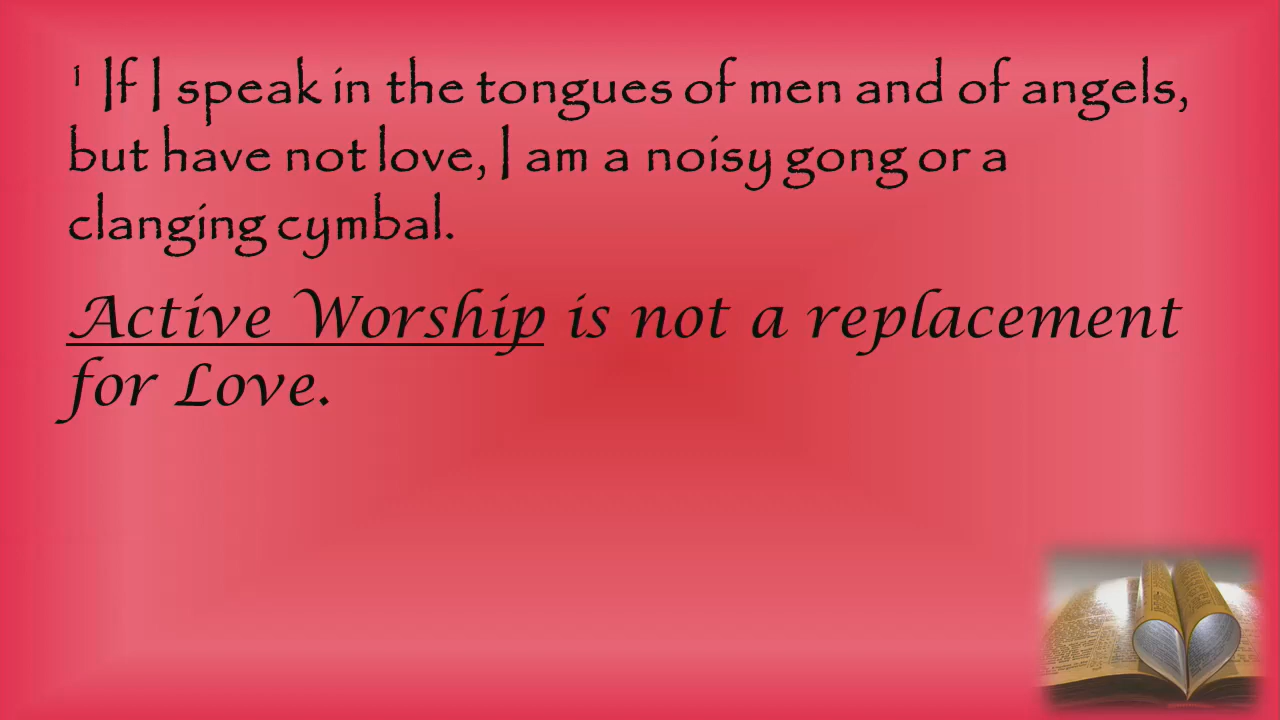 ¹ If I speak in the tongues of men and of angels,
but have not love, I am a noisy gong or a
clanging cymbal.
Active Worship is not a replacement
for Love.